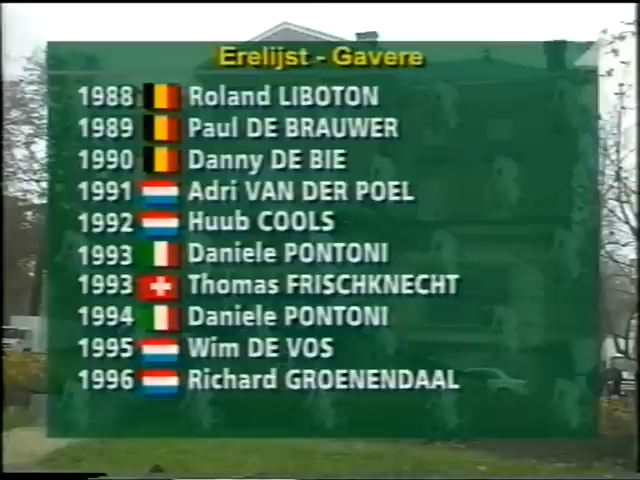 Erelijst - Gavere
1988 Roland LIBOTON
1989 Paul DE BRAUWER
1990 Danny DE BIE
1991 Adri VAN DER POEL
1992 Huub COOLS
1993 Daniele PONTONI
1993 Thomas FRISCHKNECHT
1994 Daniele PONTONI
1995 Wim DE VOS
1996 Richard GROENENDAAL